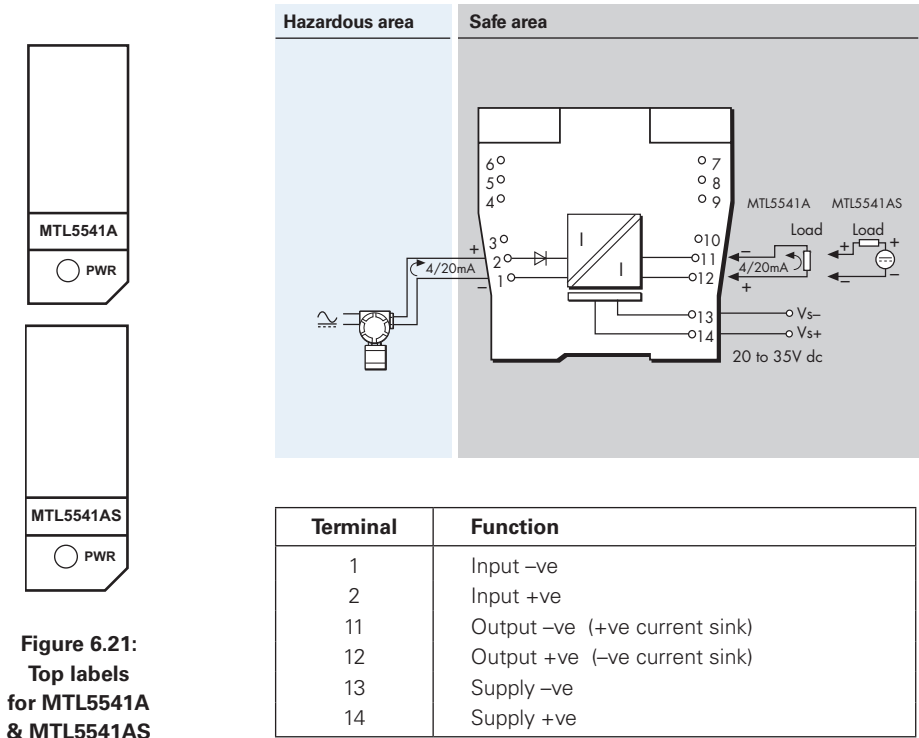 MTL5541A
PWR
MTL5541AS
PWR
Figure 6.21:
Top labels
for MTL5541A
& MTL5541AS
Hazardous area
Safe area
6
5
4
3
2
1
+
–
4/20mA
I
I
7
8
9
10
11
12
13
14
MTL5541A
MTL5541AS
Load
Load
–
4/20mA
+
+
+
–
–
Vs–
Vs+
20 to 35V dc
Terminal Function
1 Input –ve
2 Input +ve
11 Output –ve (+ve current sink)
12 Output +ve (–ve current sink)
13 Supply –ve
14 Supply +ve